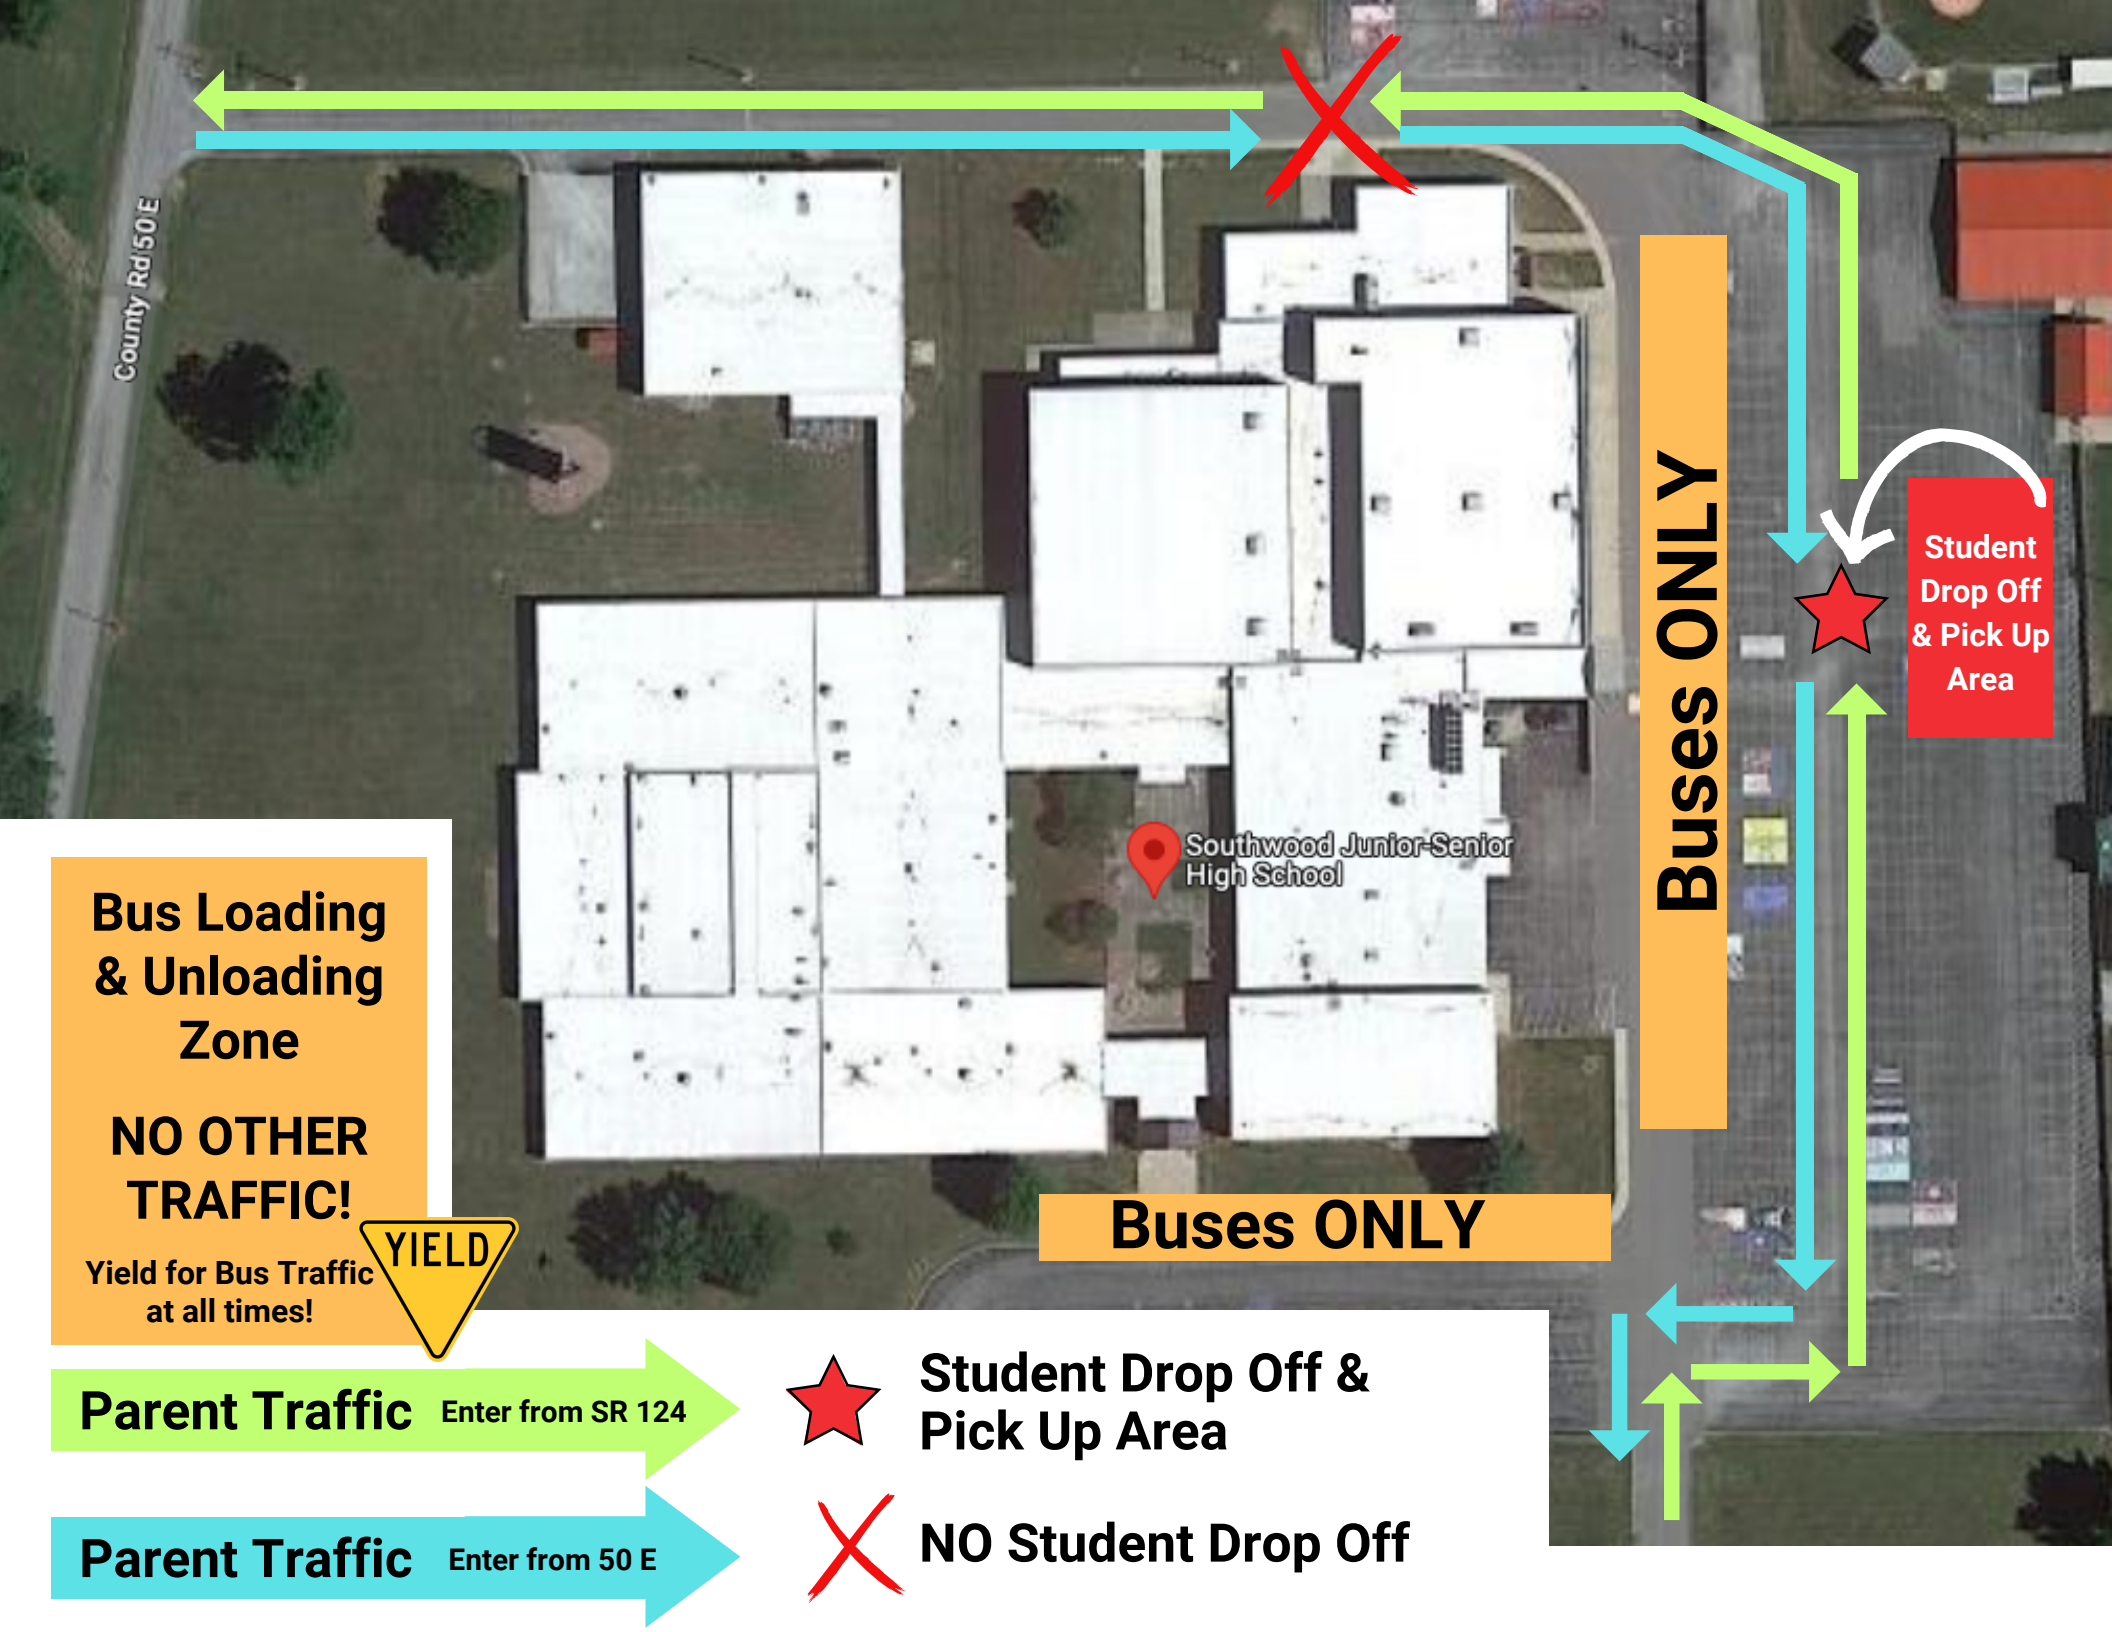 County Rd 50 E
Buses ONLY
Student
Drop Off
& Pick Up
Area
Southwood Junior-Senior
High School
Bus Loading
& Unloading
Zone
NO OTHER
TRAFFIC!
Yield for Bus Traffic
at all times!
YIELD
Buses ONLY
Parent Traffic Enter from SR 124
Student Drop Off &
Pick Up Area
Parent Traffic Enter from 50 E
NO Student Drop Off